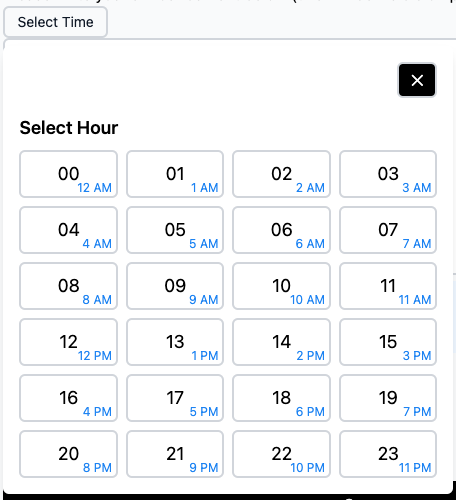 Select Time
Select Hour
00 01 02 03
12 AM 1 AM 2 AM 3 AM
04 05 06 07
4 AM 5 AM 6 AM 7 AM
08 09 10 11
8 AM 9 AM 10 AM 11 AM
12 13 14 15
12 PM 1 PM 2 PM 3 PM
16 17 18 19
4 PM 5 PM 6 PM 7 PM
20 21 22 23
8 PM 9 PM 10 PM 11 PM